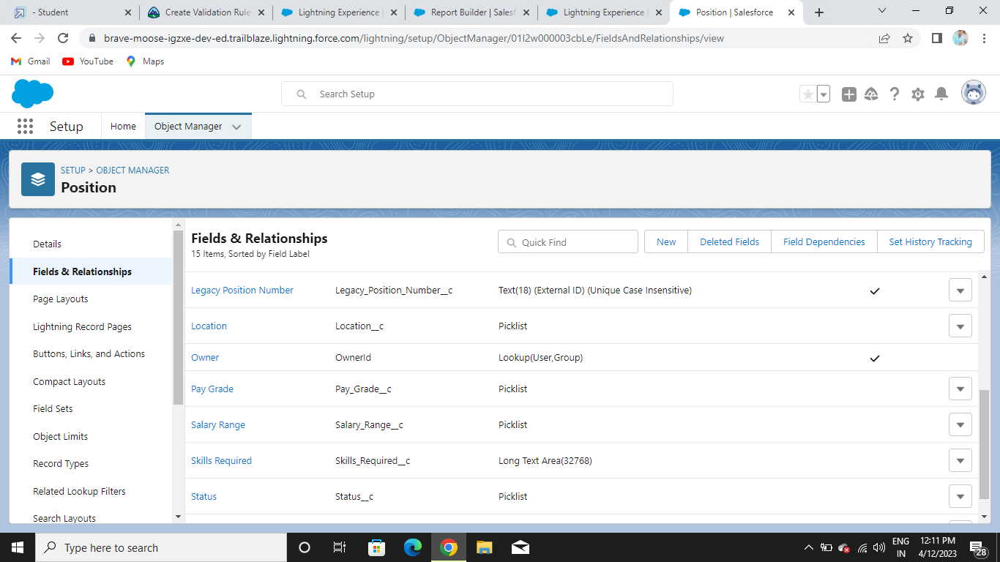 - Student
Create Validation Rule
Lightning Experience
Report Builder | Salesf
Lightning Experience |
Position | Salesforce
brave-moose-igzxe-dev-ed.trailblaze.lightning.force.com/lightning/setup/ObjectManager/01I2w000003cbLe/FieldsAndRelationships/view
Gmail
YouTube
Maps
Search Setup
Setup
Home
Object Manager
SETUP > OBJECT MANAGER
Position
Details
Fields & Relationships
Page Layouts
Lightning Record Pages
Buttons, Links, and Actions
Compact Layouts
Field Sets
Object Limits
Record Types
Related Lookup Filters
Search Layouts
Fields & Relationships
15 Items, Sorted by Field Label
Quick Find
New
Deleted Fields
Field Dependencies
Set History Tracking
Legacy Position Number Legacy_Position_Number__c Text(18) (External ID) (Unique Case Insensitive)
Location Location__c Picklist
Owner OwnerId Lookup(User,Group)
Pay Grade Pay_Grade__c Picklist
Salary Range Salary_Range__c Picklist
Skills Required Skills_Required__c Long Text Area(32768)
Status Status__c Picklist
Type here to search
ENG
IN
12:11 PM
4/12/2023
28